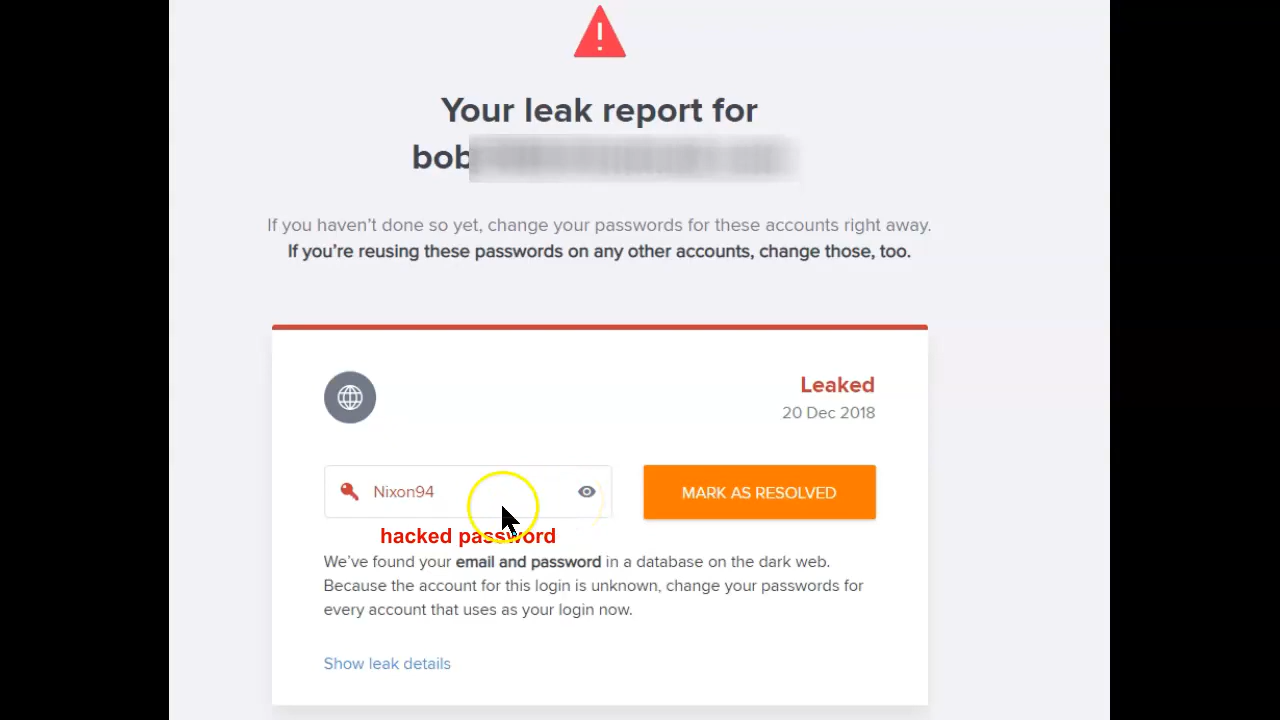 Your leak report for
bob
If you haven't done so yet, change your passwords for these accounts right away.
If you're reusing these passwords on any other accounts, change those, too.
Leaked
20 Dec 2018
Nixon94
MARK AS RESOLVED
hacked password
We've found your email and password in a database on the dark web.
Because the account for this login is unknown, change your passwords for
every account that uses as your login now.
Show leak details